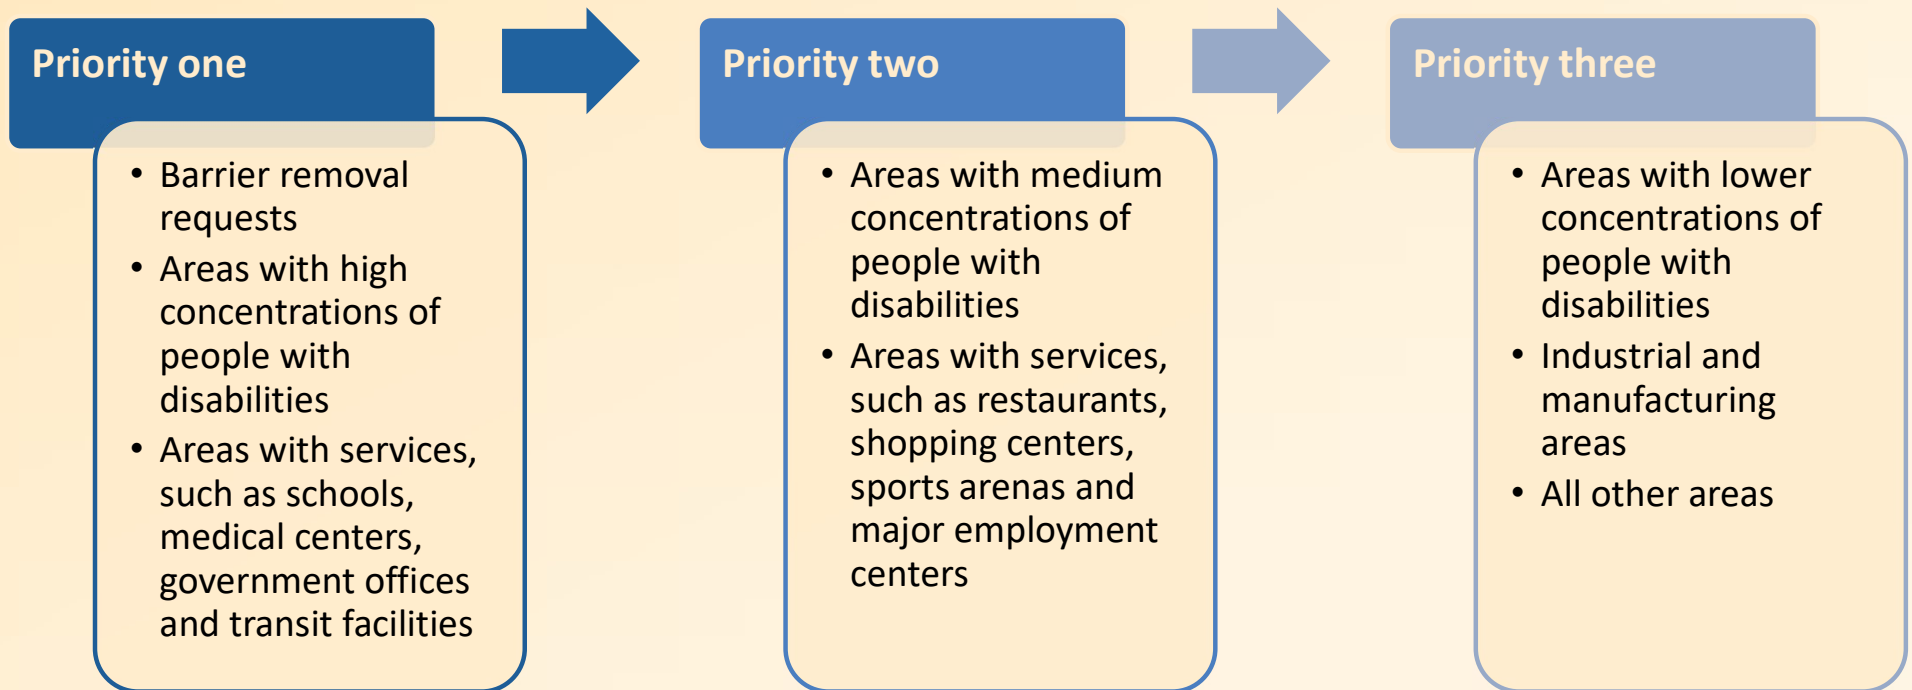 Priority one
• Barrier removal
requests
• Areas with high
concentrations of
people with
disabilities
• Areas with services,
such as schools,
medical centers,
government offices
and transit facilities
Priority two
• Areas with medium
concentrations of
people with
disabilities
• Areas with services,
such as restaurants,
shopping centers,
sports arenas and
major employment
centers
Priority three
• Areas with lower
concentrations of
people with
disabilities
• Industrial and
manufacturing
areas
• All other areas